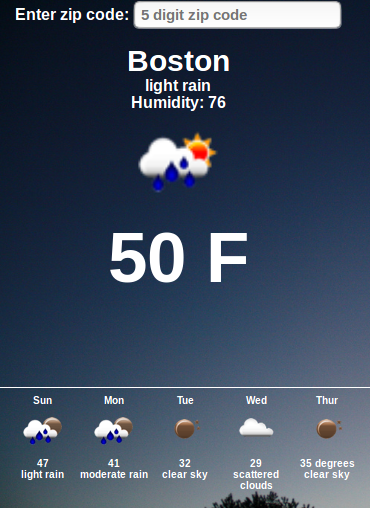 Enter zip code: 5 digit zip code
Boston
light rain
Humidity: 76
50 F
Sun Mon Tue Wed Thur
47 41 32 29 35 degrees
light rain moderate rain clear sky scattered clear sky
clouds